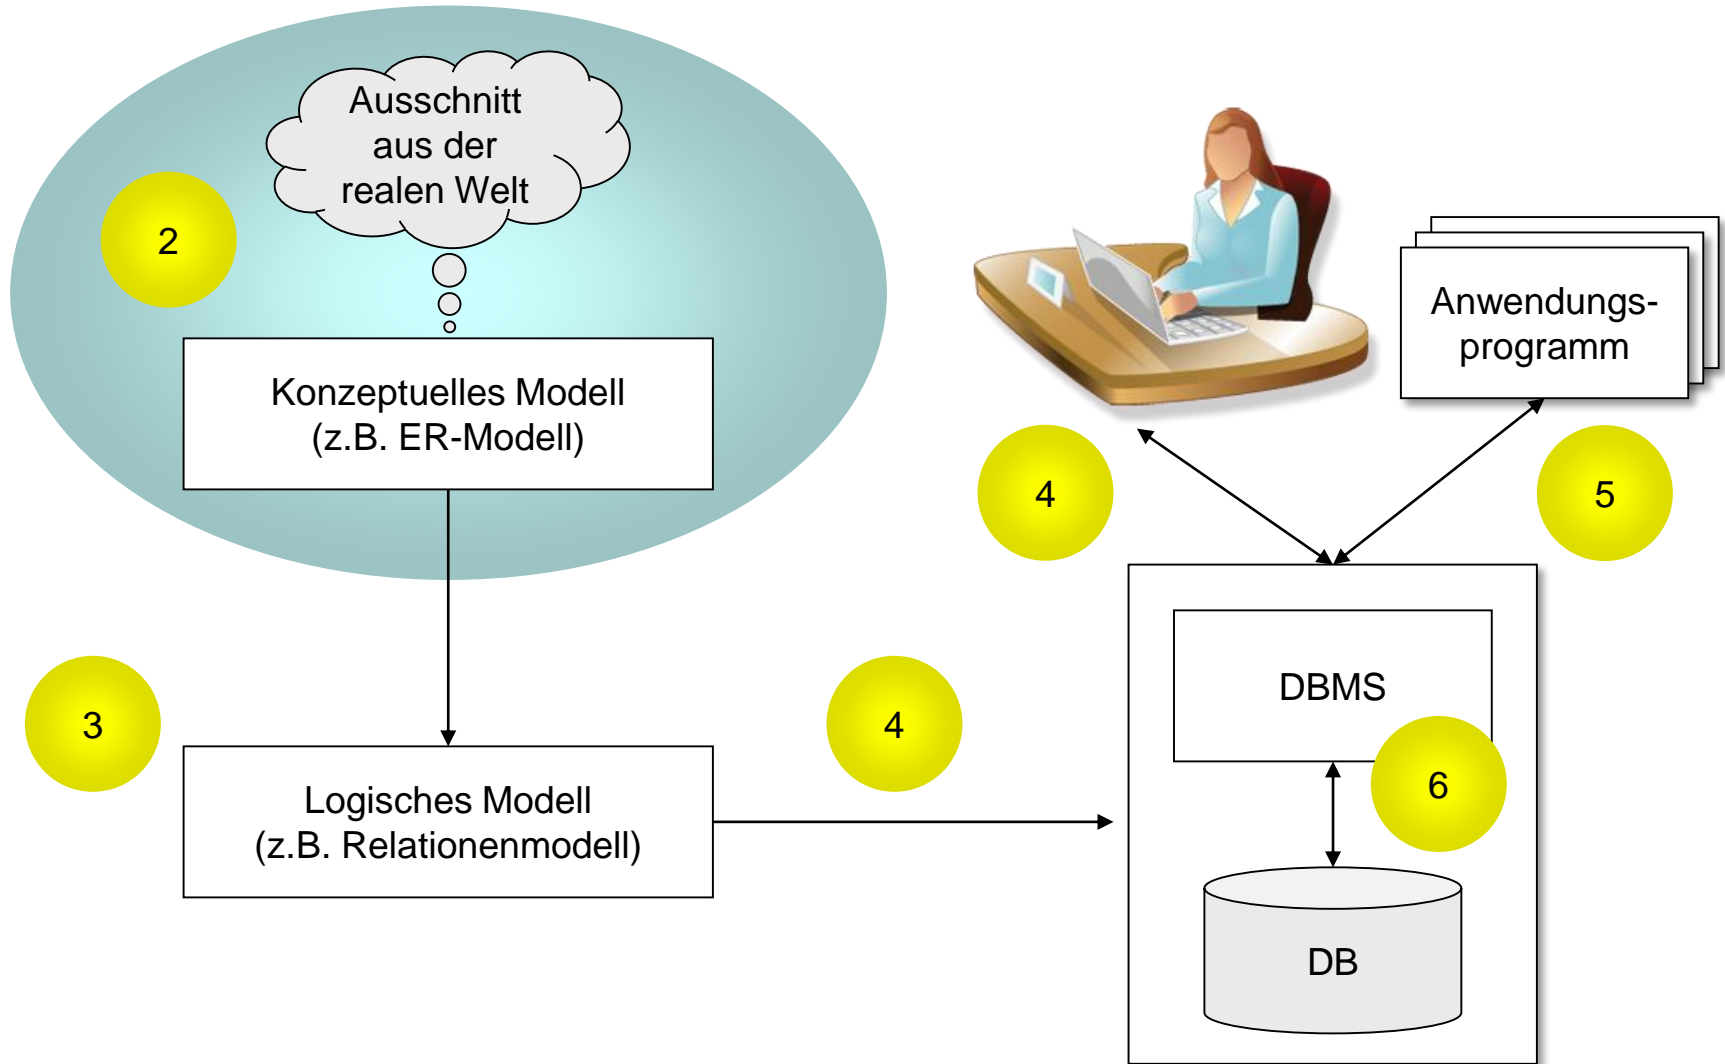 Ausschnitt
aus der
realen Welt
2
Konzeptuelles Modell
(z.B. ER-Modell)
3
Logisches Modell
(z.B. Relationenmodell)
4
Anwendungs-
programm
4
5
DBMS
6
DB